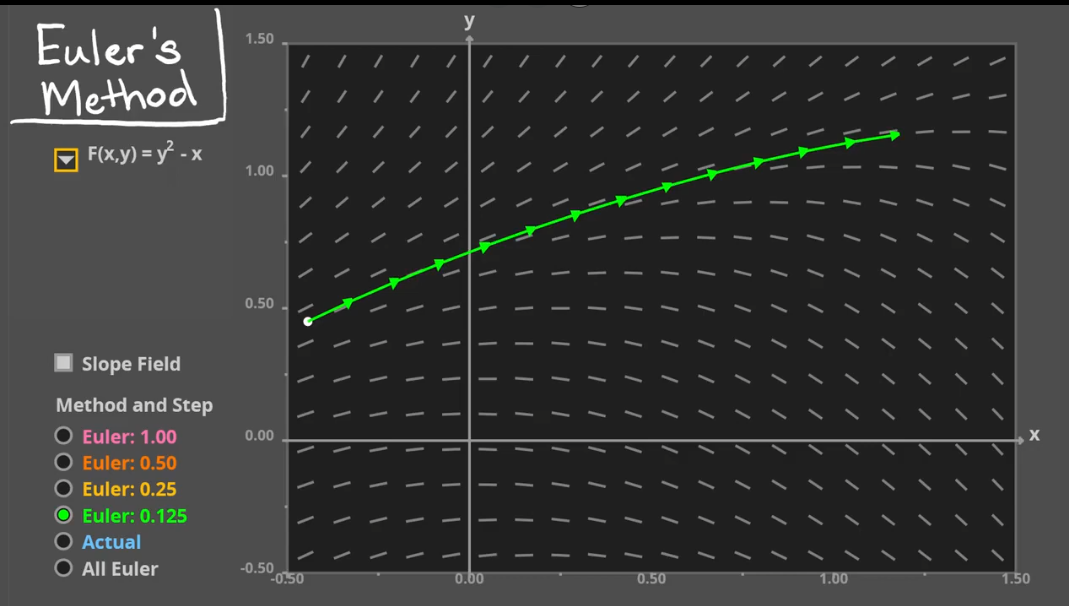 Euler's
Method
F(x,y) = y² - x
Slope Field
Method and Step
Euler: 1.00
Euler: 0.50
Euler: 0.25
Euler: 0.125
Actual
All Euler
y
1.50
1.00
0.50
0.00
-0.50
x
-0.50 0.00 0.50 1.00 1.50